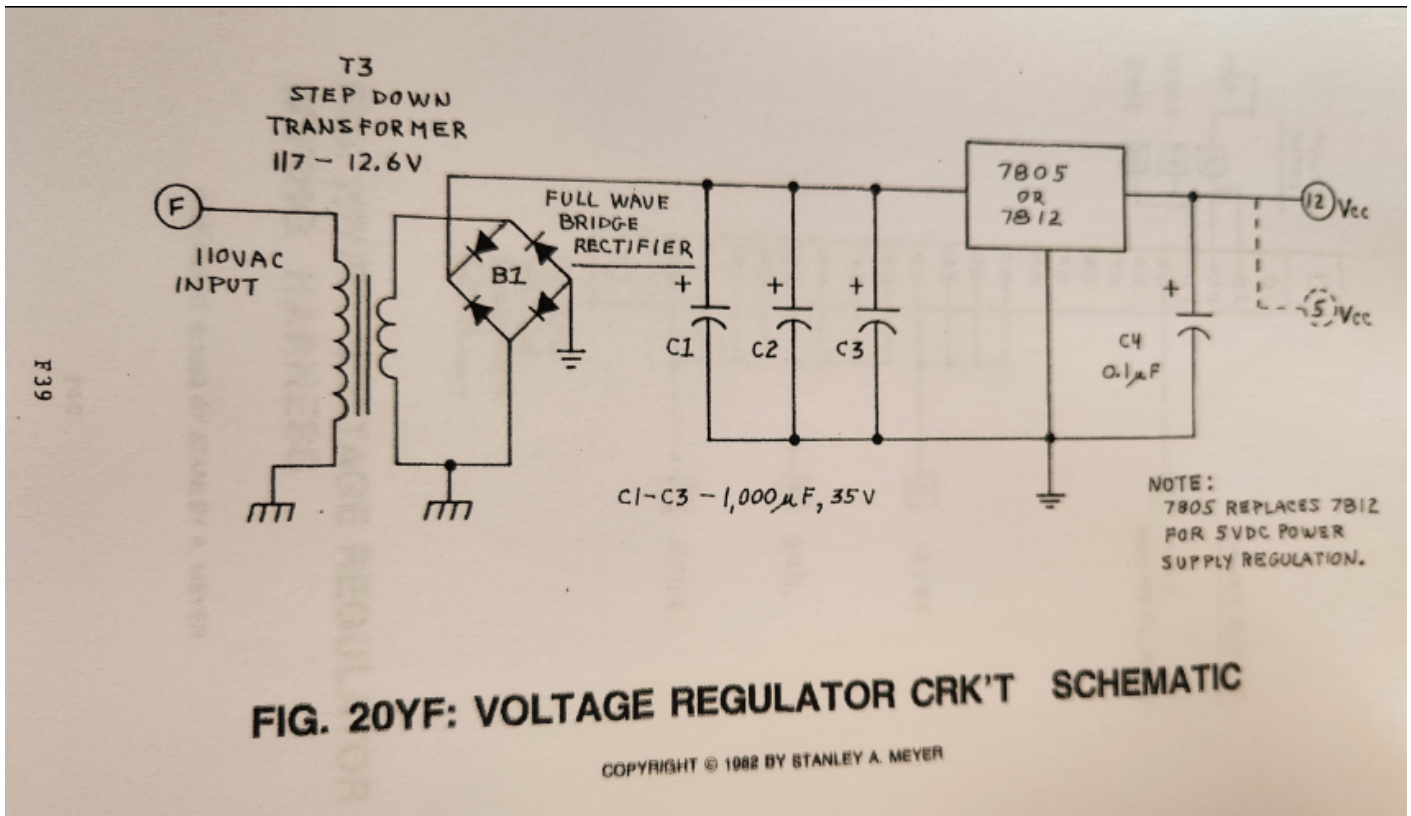 T3
STEP DOWN
TRANSFORMER
117 - 12.6V
F
110VAC
INPUT
FULL WAVE
BRIDGE
RECTIFIER
B1
7805
OR
7812
12 Vcc
5 Vcc
+
+
+
+
C1
C2
C3
C4
0.1µF
C1-C3 - 1,000µF, 35V
NOTE:
7805 REPLACES 7812
FOR 5VDC POWER
SUPPLY REGULATION.
F39
FIG. 20YF: VOLTAGE REGULATOR CRK'T SCHEMATIC
COPYRIGHT © 1982 BY STANLEY A. MEYER